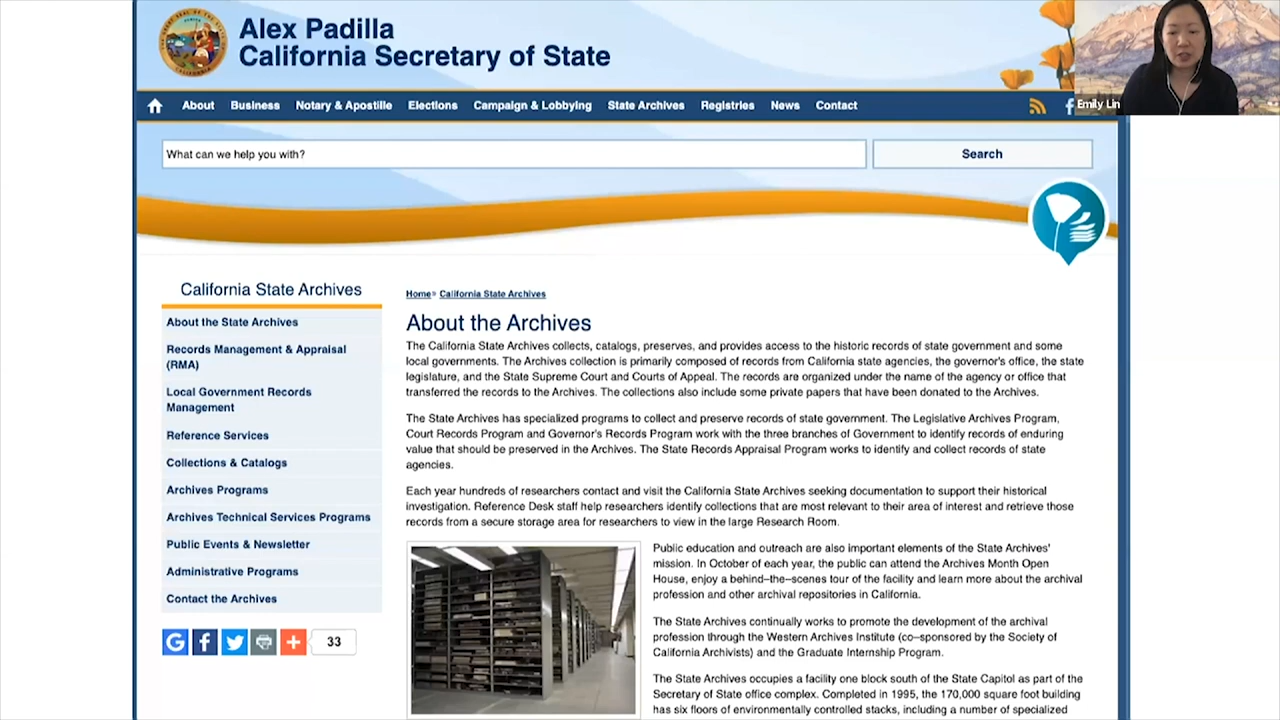 Alex Padilla
California Secretary of State
Emily Lin
About Business Notary & Apostille Elections Campaign & Lobbying State Archives Registries News Contact
What can we help you with?
Search
California State Archives
About the State Archives
Records Management & Appraisal
(RMA)
Local Government Records
Management
Reference Services
Collections & Catalogs
Archives Programs
Archives Technical Services Programs
Public Events & Newsletter
Administrative Programs
Contact the Archives
33
Home» California State Archives
About the Archives
The California State Archives collects, catalogs, preserves, and provides access to the historic records of state government and some
local governments. The Archives collection is primarily composed of records from California state agencies, the governor's office, the state
legislature, and the State Supreme Court and Courts of Appeal. The records are organized under the name of the agency or office that
transferred the records to the Archives. The collections also include some private papers that have been donated to the Archives.
The State Archives has specialized programs to collect and preserve records of state government. The Legislative Archives Program,
Court Records Program and Governor's Records Program work with the three branches of Government to identify records of enduring
value that should be preserved in the Archives. The State Records Appraisal Program works to identify and collect records of state
agencies.
Each year hundreds of researchers contact and visit the California State Archives seeking documentation to support their historical
investigation. Reference Desk staff help researchers identify collections that are most relevant to their area of interest and retrieve those
records from a secure storage area for researchers to view in the large Research Room.
Public education and outreach are also important elements of the State Archives'
mission. In October of each year, the public can attend the Archives Month Open
House, enjoy a behind–the–scenes tour of the facility and learn more about the archival
profession and other archival repositories in California.
The State Archives continually works to promote the development of the archival
profession through the Western Archives Institute (co–sponsored by the Society of
California Archivists) and the Graduate Internship Program.
The State Archives occupies a facility one block south of the State Capitol as part of the
Secretary of State office complex. Completed in 1995, the 170,000 square foot building
has six floors of environmentally controlled stacks, including a number of specialized